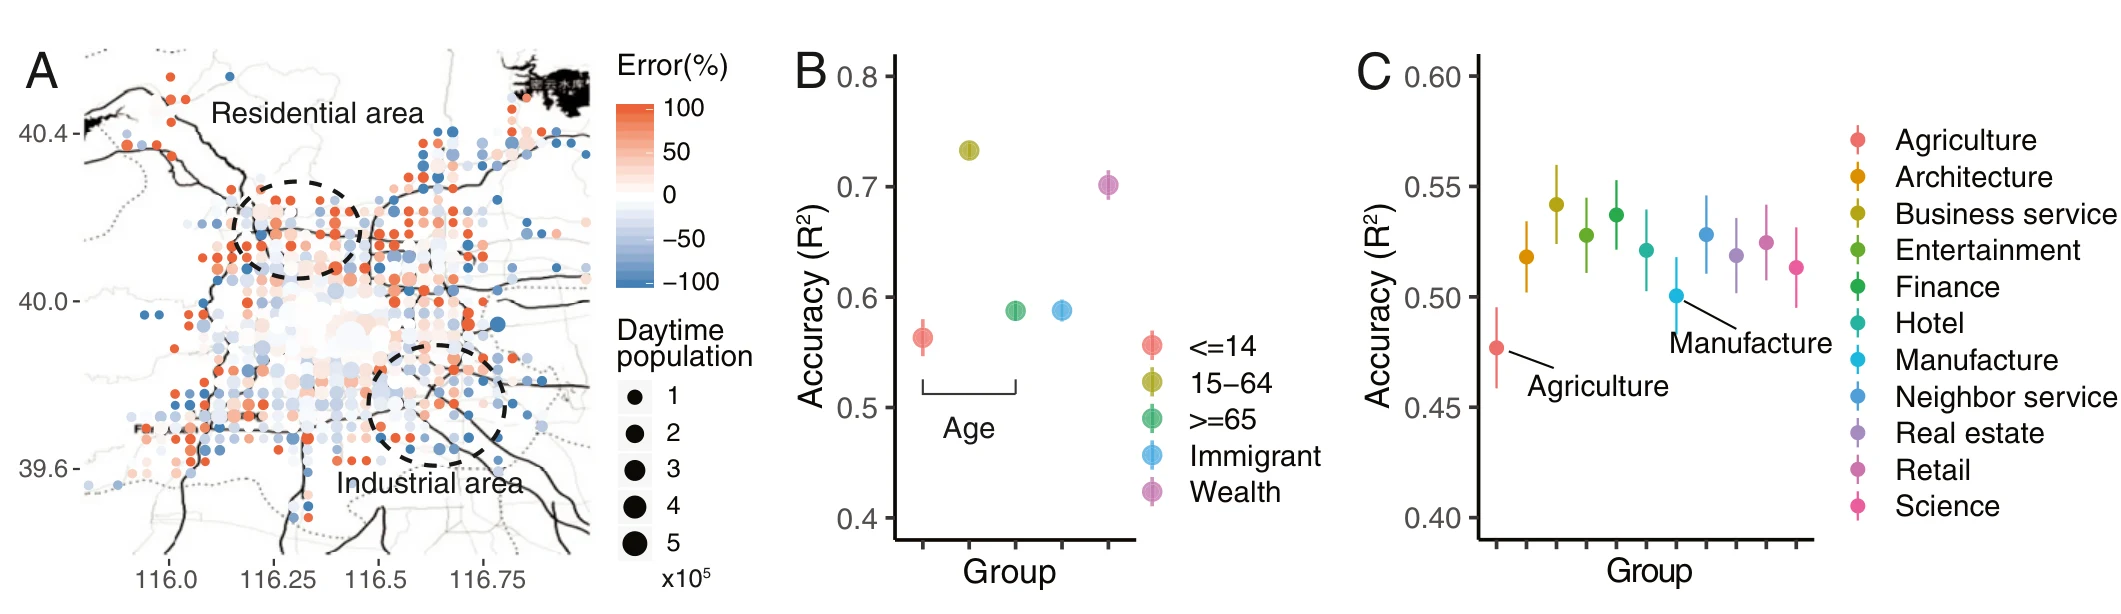 A
Residential area
Industrial area
40.4
40.0
39.6
116.0
116.25
116.5
116.75
Error(%)
100
50
0
−50
−100
Daytime
population
1
2
3
4
5
x10⁵
B
Accuracy (R²)
0.8
0.7
0.6
0.5
0.4
Age
Group
<=14
15−64
>=65
Immigrant
Wealth
C
Accuracy (R²)
0.60
0.55
0.50
0.45
0.40
Manufacture
Agriculture
Group
Agriculture
Architecture
Business service
Entertainment
Finance
Hotel
Manufacture
Neighbor service
Real estate
Retail
Science